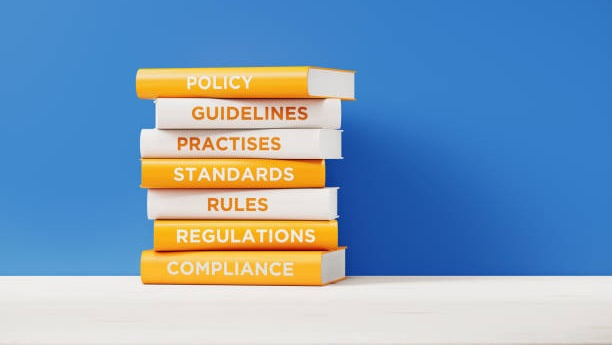 POLICY
GUIDELINES
PRACTISES
STANDARDS
RULES
REGULATIONS
COMPLIANCE